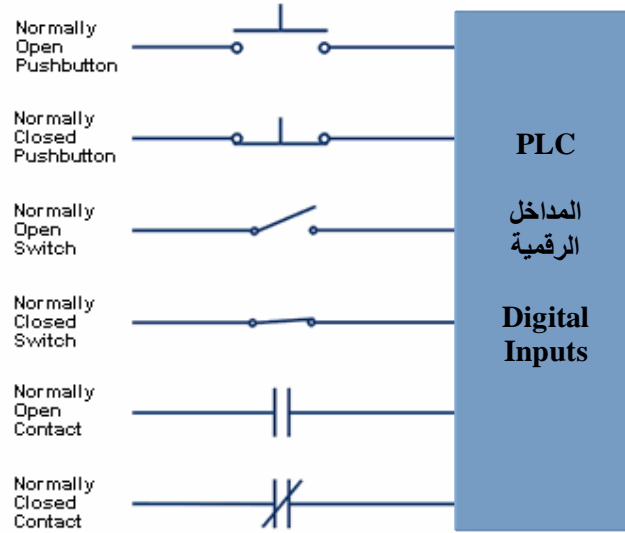 Normally
Open
Pushbutton
Normally
Closed
Pushbutton
Normally
Open
Switch
Normally
Closed
Switch
Normally
Open
Contact
Normally
Closed
Contact
PLC
المداخل
الرقمية
Digital
Inputs